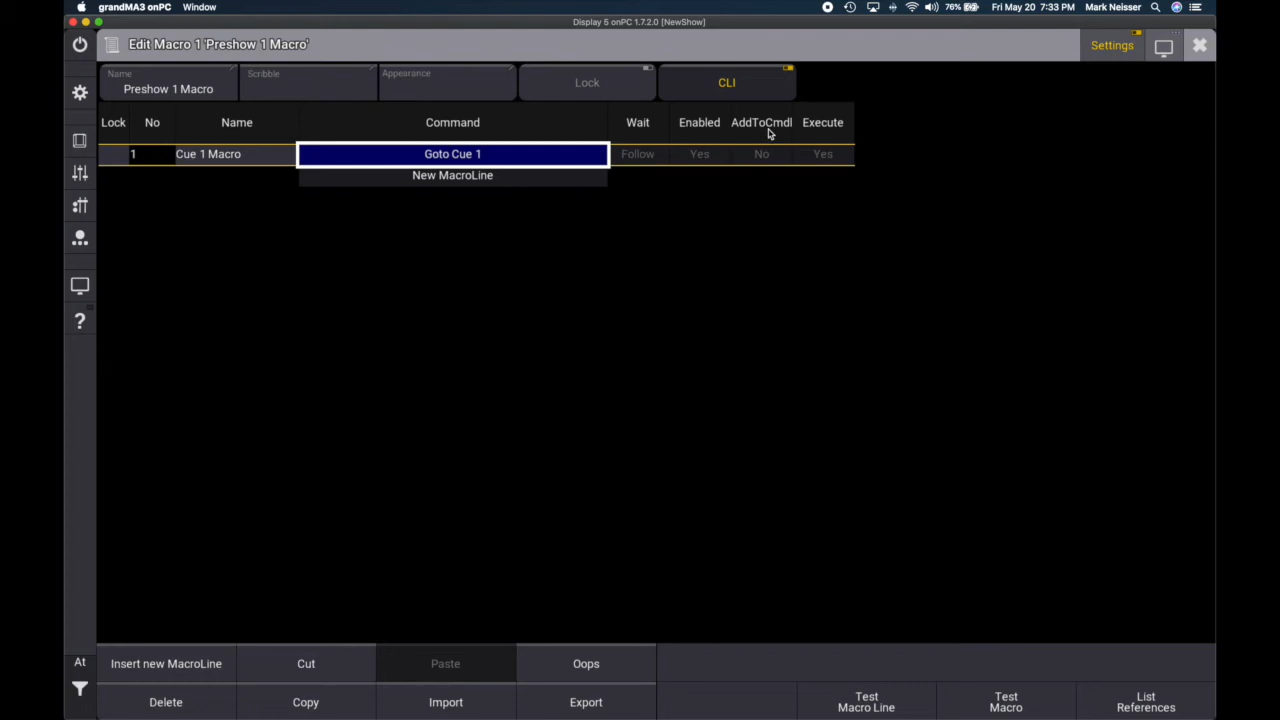 grandMA3 onPC Window 76% Fri May 20 7:33 PM Mark Neisser
Display 5 onPC 1.7.2.0 [NewShow]
Edit Macro 1 'Preshow 1 Macro' Settings
Name Scribble Appearance Lock CLI
Preshow 1 Macro
Lock No Name Command Wait Enabled AddToCmdl Execute
1 Cue 1 Macro Goto Cue 1 Follow Yes No Yes
New MacroLine
?
At
Insert new MacroLine Cut Paste Oops
Delete Copy Import Export Test Macro Line Test Macro List References